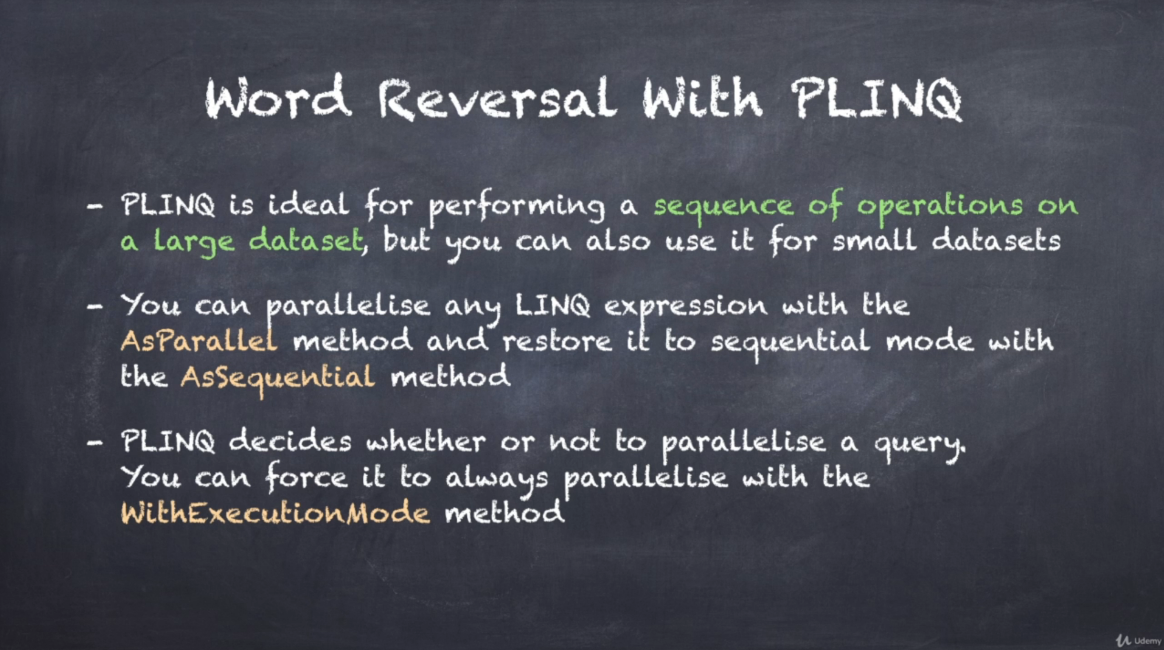 Word Reversal With PLINQ
- PLINQ is ideal for performing a sequence of operations on
a large dataset, but you can also use it for small datasets
- You can parallelise any LINQ expression with the
AsParallel method and restore it to sequential mode with
the AsSequential method
- PLINQ decides whether or not to parallelise a query.
You can force it to always parallelise with the
WithExecutionMode method
Udemy